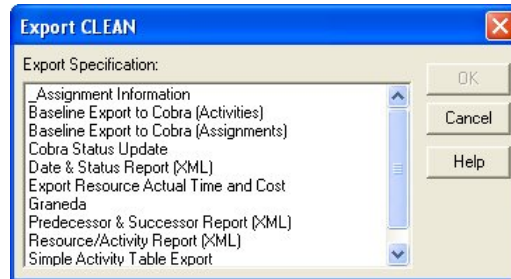 Export CLEAN
Export Specification:
_Assignment Information
Baseline Export to Cobra (Activities)
Baseline Export to Cobra (Assignments)
Cobra Status Update
Date & Status Report (XML)
Export Resource Actual Time and Cost
Graneda
Predecessor & Successor Report (XML)
Resource/Activity Report (XML)
Simple Activity Table Export
OK
Cancel
Help